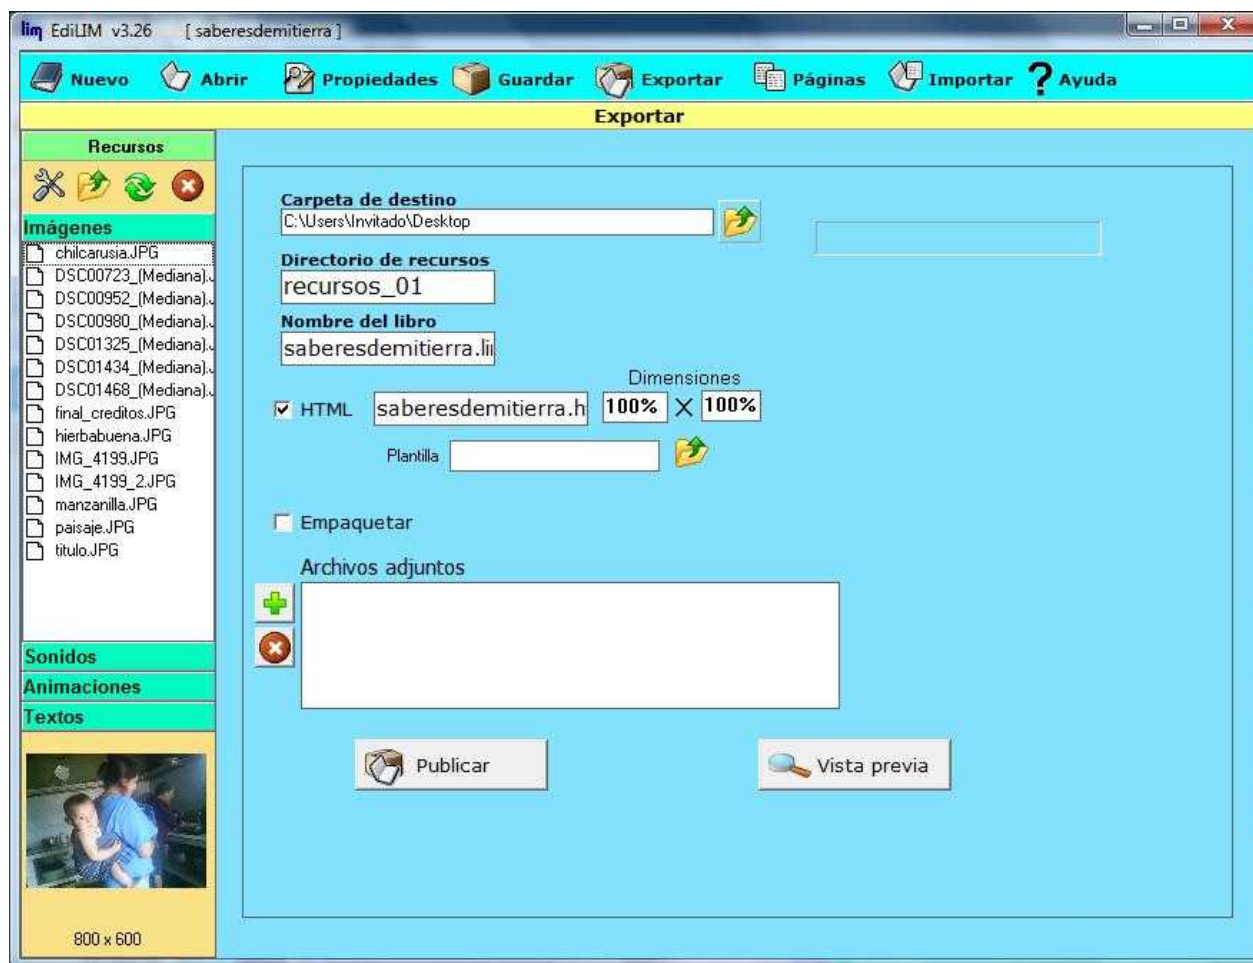 lim EdiLIM v3.26 [ saberesdemitierra ]
Nuevo Abrir Propiedades Guardar Exportar Páginas Importar ? Ayuda
Exportar
Recursos
Imágenes
chilcarusia.JPG
DSC00723_(Mediana).J
DSC00952_(Mediana).J
DSC00980_(Mediana).J
DSC01325_(Mediana).J
DSC01434_(Mediana).J
DSC01468_(Mediana).J
final_creditos.JPG
hierbabuena.JPG
IMG_4199.JPG
IMG_4199_2.JPG
manzanilla.JPG
paisaje.JPG
titulo.JPG
Sonidos
Animaciones
Textos
800 x 600
Carpeta de destino
C:\Users\Invitado\Desktop
Directorio de recursos
recursos_01
Nombre del libro
saberesdemitierra.li
Dimensiones
HTML saberesdemitierra.h 100% X 100%
Plantilla
Empaquetar
Archivos adjuntos
Publicar Vista previa